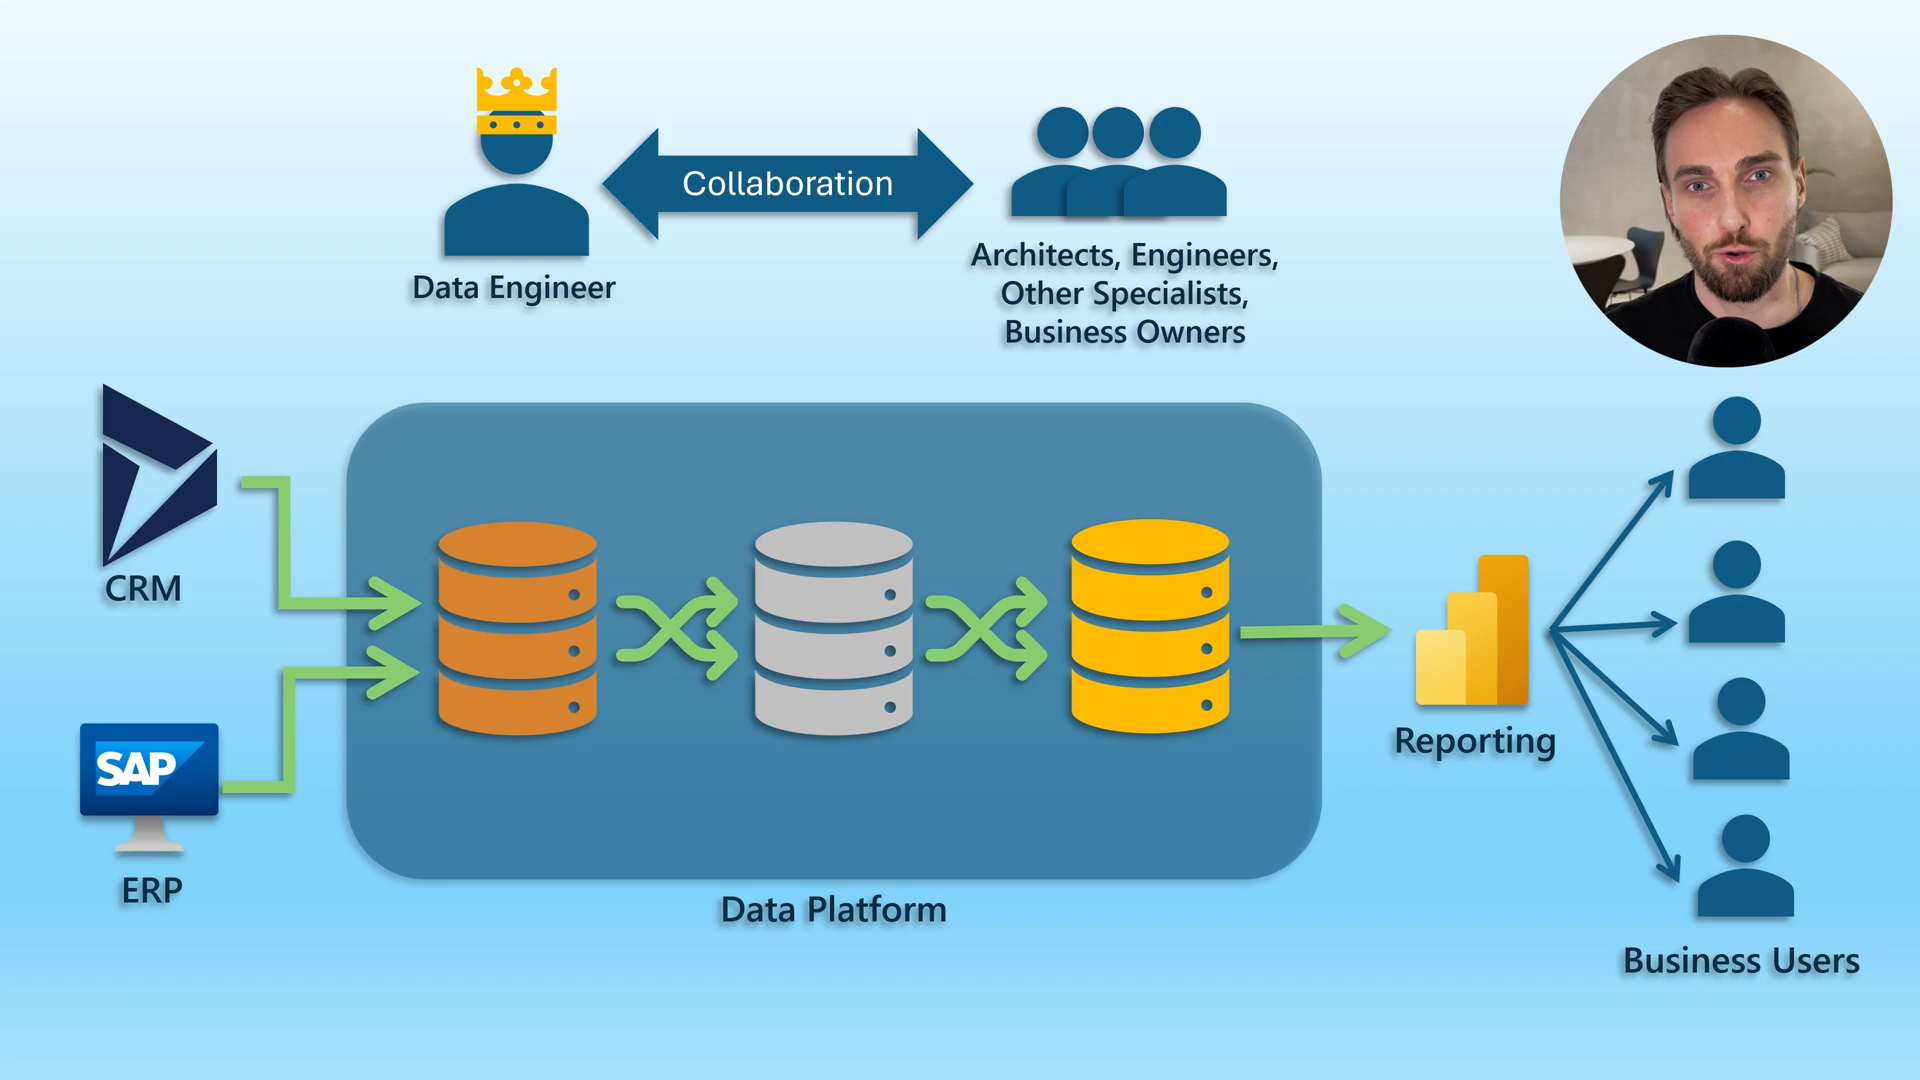 Collaboration
Data Engineer
Architects, Engineers,
Other Specialists,
Business Owners
CRM
SAP
ERP
Data Platform
Reporting
Business Users